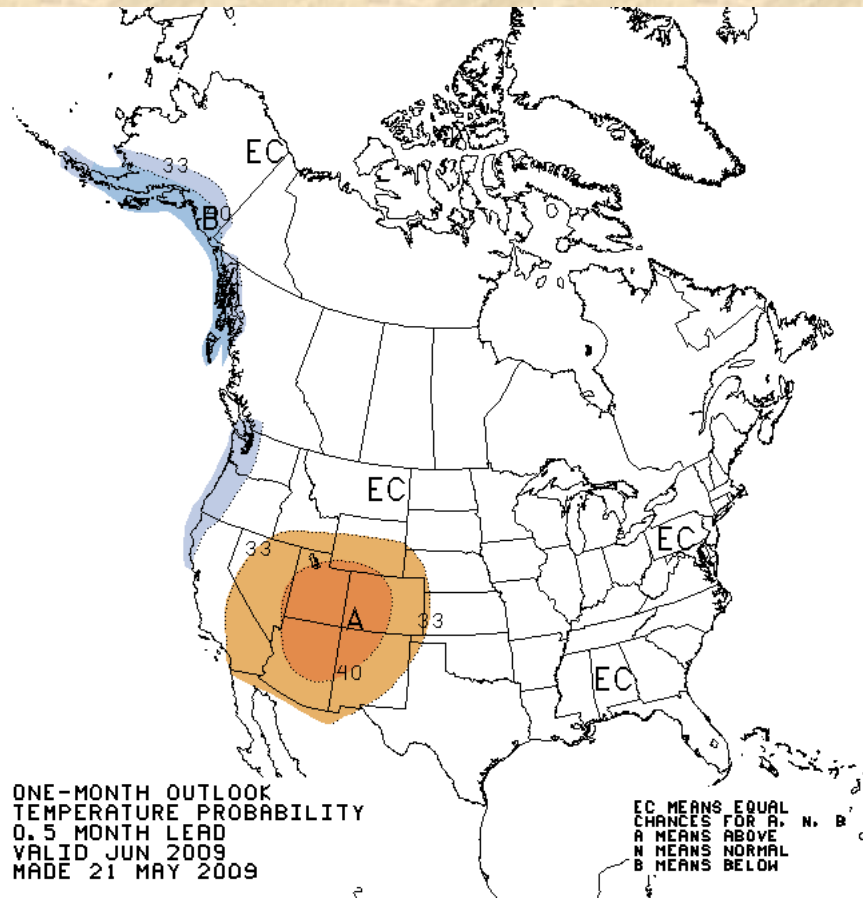 EC
33
B
EC
EC
33
A
33
40
EC
ONE-MONTH OUTLOOK
TEMPERATURE PROBABILITY
0.5 MONTH LEAD
VALID JUN 2009
MADE 21 MAY 2009
EC MEANS EQUAL
CHANCES FOR A, N, B
A MEANS ABOVE
N MEANS NORMAL
B MEANS BELOW